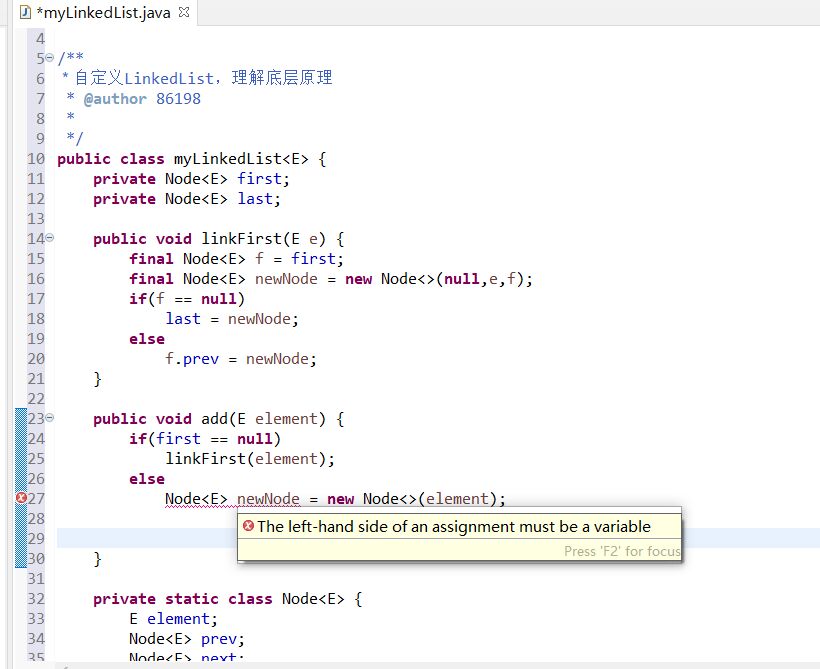 *myLinkedList.java
4
5 /**
6 * 自定义LinkedList，理解底层原理
7 * @author 86198
8 *
9 */
10 public class myLinkedList<E> {
11 private Node<E> first;
12 private Node<E> last;
13
14 public void linkFirst(E e) {
15 final Node<E> f = first;
16 final Node<E> newNode = new Node<>(null,e,f);
17 if(f == null)
18 last = newNode;
19 else
20 f.prev = newNode;
21 }
22
23 public void add(E element) {
24 if(first == null)
25 linkFirst(element);
26 else
27 Node<E> newNode = new Node<>(element);
28
The left-hand side of an assignment must be a variable
29
Press 'F2' for focus
30 }
31
32 private static class Node<E> {
33 E element;
34 Node<E> prev;
35 Node<E> next;